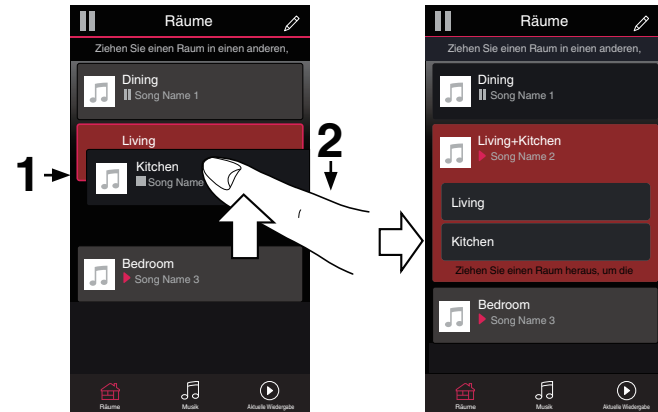 Räume
Ziehen Sie einen Raum in einen anderen,
Dining
Song Name 1
Living
Kitchen
Song Name
Bedroom
Song Name 3
Räume
Musik
Aktuelle Wiedergabe
1
2
Räume
Ziehen Sie einen Raum in einen anderen,
Dining
Song Name 1
Living+Kitchen
Song Name 2
Living
Kitchen
Ziehen Sie einen Raum heraus, um die
Bedroom
Song Name 3
Räume
Musik
Aktuelle Wiedergabe